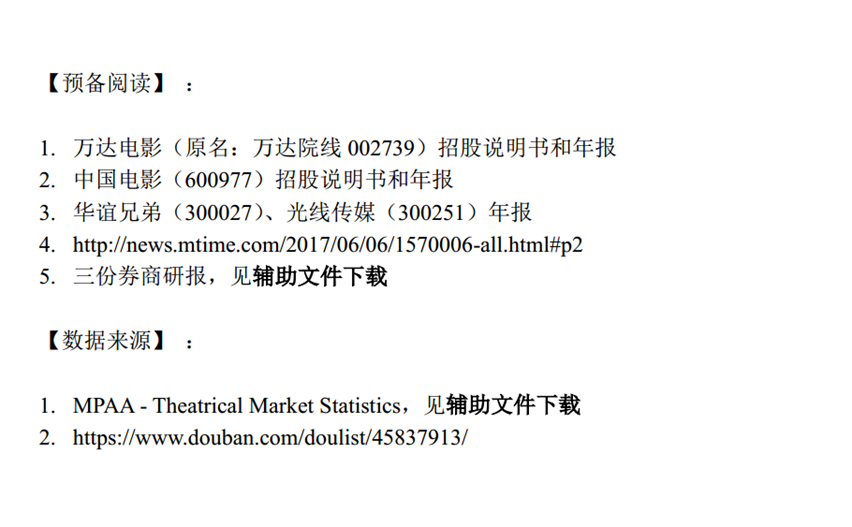 【预备阅读】 ：
1. 万达电影（原名：万达院线 002739）招股说明书和年报
2. 中国电影（600977）招股说明书和年报
3. 华谊兄弟（300027）、光线传媒（300251）年报
4. http://news.mtime.com/2017/06/06/1570006-all.html#p2
5. 三份券商研报，见辅助文件下载
【数据来源】 ：
1. MPAA - Theatrical Market Statistics，见辅助文件下载
2. https://www.douban.com/doulist/45837913/